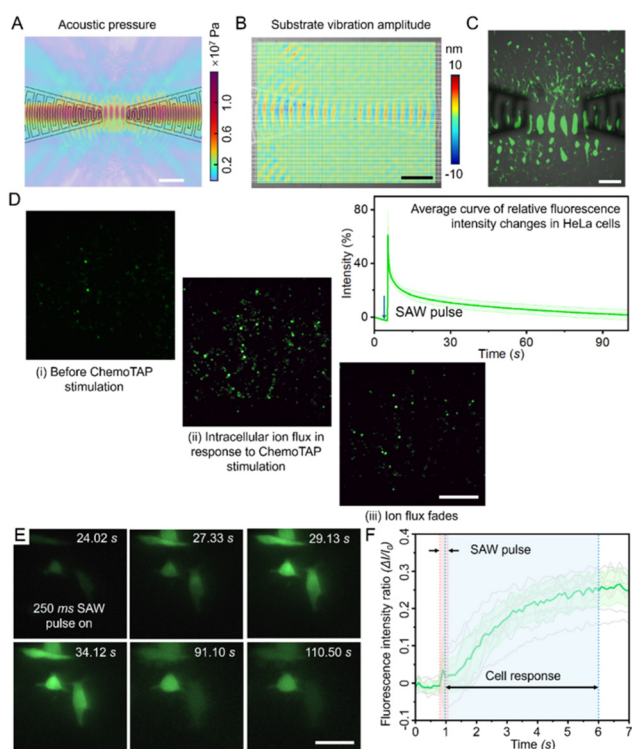 A
Acoustic pressure
×10⁷ Pa
1.0
0.6
0.2
B
Substrate vibration amplitude
nm
10
-10
C
D
(i) Before ChemoTAP
stimulation
(ii) Intracellular ion flux in
response to ChemoTAP
stimulation
(iii) Ion flux fades
Average curve of relative fluorescence
intensity changes in HeLa cells
80
40
0
Intensity (%)
SAW pulse
0
50
100
Time (s)
E
24.02 s
250 ms SAW
pulse on
27.33 s
29.13 s
34.12 s
91.10 s
110.50 s
F
SAW pulse
Cell response
Fluorescence intensity ratio (ΔI/I₀)
0.4
0.3
0.2
0.1
0
-0.1
0 1 2 3 4 5 6 7
Time (s)